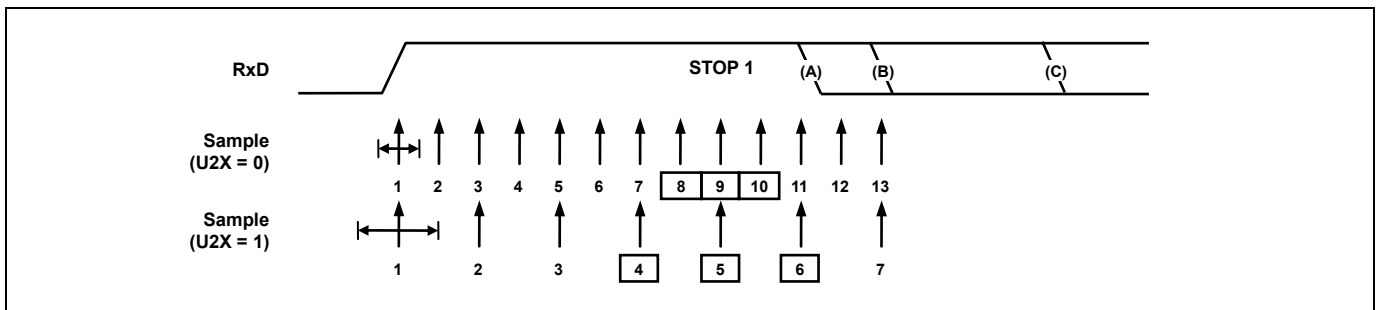 RxD STOP 1 (A) (B) (C)
Sample
(U2X = 0)
1 2 3 4 5 6 7 8 9 10 11 12 13
Sample
(U2X = 1)
1 2 3 4 5 6 7